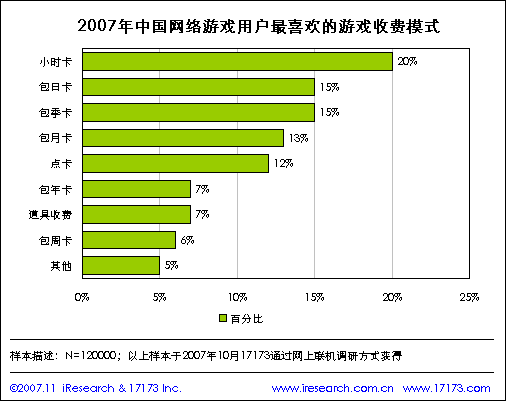 2007年中国网络游戏用户最喜欢的游戏收费模式
小时卡 20%
包日卡 15%
包季卡 15%
包月卡 13%
点卡 12%
包年卡 7%
道具收费 7%
包周卡 6%
其他 5%
0% 5% 10% 15% 20% 25%
百分比
样本描述：N=120000；以上样本于2007年10月17173通过网上联机调研方式获得
©2007.11 iResearch & 17173 Inc. www.iresearch.com.cn www.17173.com